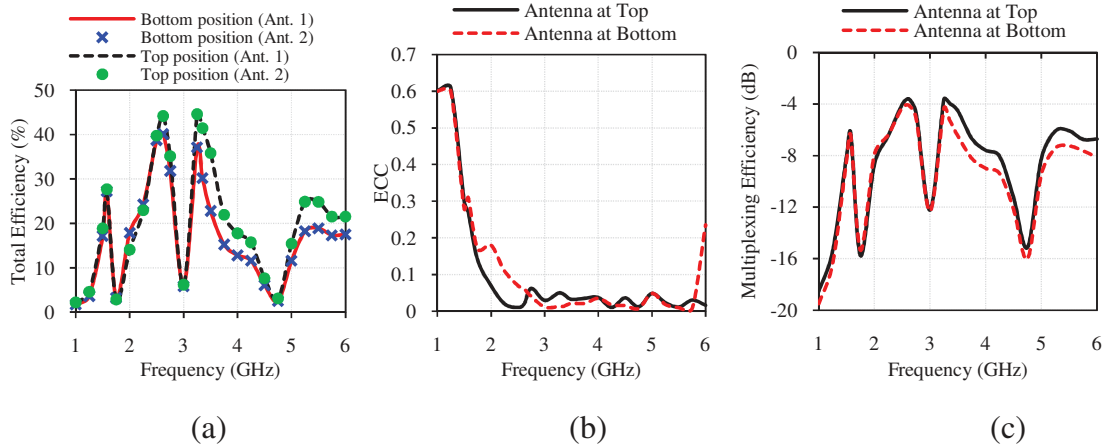 Bottom position (Ant. 1)
Bottom position (Ant. 2)
Top position (Ant. 1)
Top position (Ant. 2)
50
40
30
20
10
0
1 2 3 4 5 6
Total Efficiency (%)
Frequency (GHz)
(a)
Antenna at Top
Antenna at Bottom
0.7
0.6
0.5
0.4
0.3
0.2
0.1
0
1 2 3 4 5 6
ECC
Frequency (GHz)
(b)
Antenna at Top
Antenna at Bottom
0
-4
-8
-12
-16
-20
1 2 3 4 5 6
Multiplexing Efficiency (dB)
Frequency (GHz)
(c)